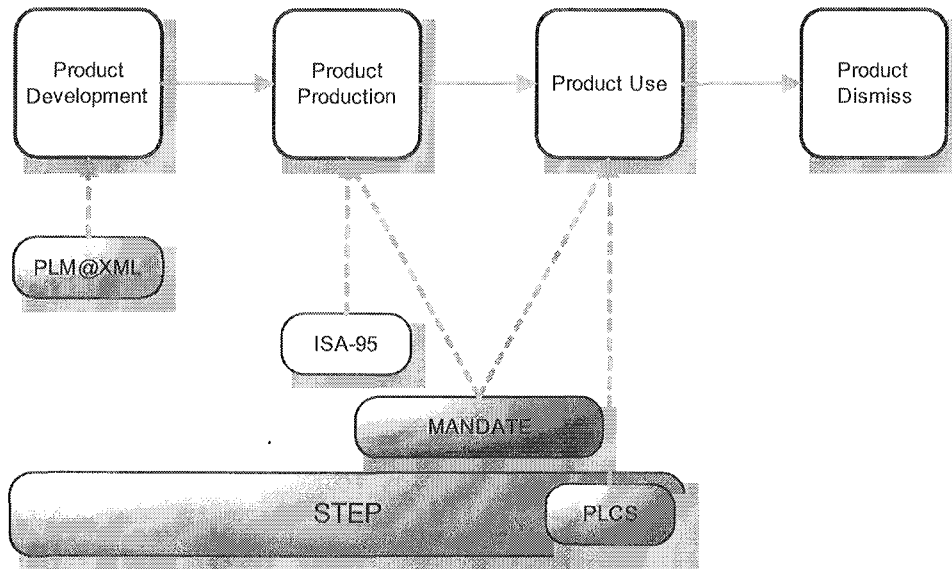 Product
Development
Product
Production
Product Use
Product
Dismiss
PLM@XML
ISA-95
MANDATE
STEP
PLCS